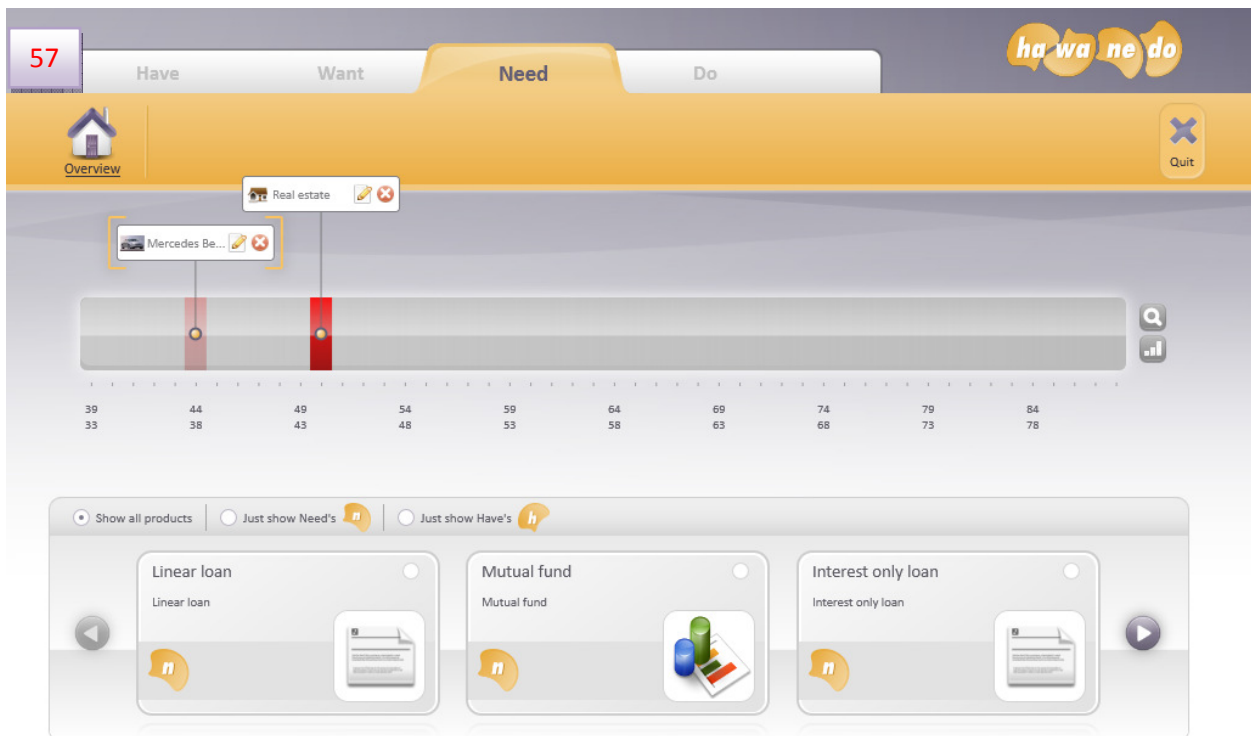 57
Have Want Need Do
ha wa ne do
Overview
Quit
Real estate
Mercedes Be...
39 44 49 54 59 64 69 74 79 84
33 38 43 48 53 58 63 68 73 78
Show all products Just show Need's n Just show Have's h
Linear loan
Linear loan
n
Mutual fund
Mutual fund
n
Interest only loan
Interest only loan
n